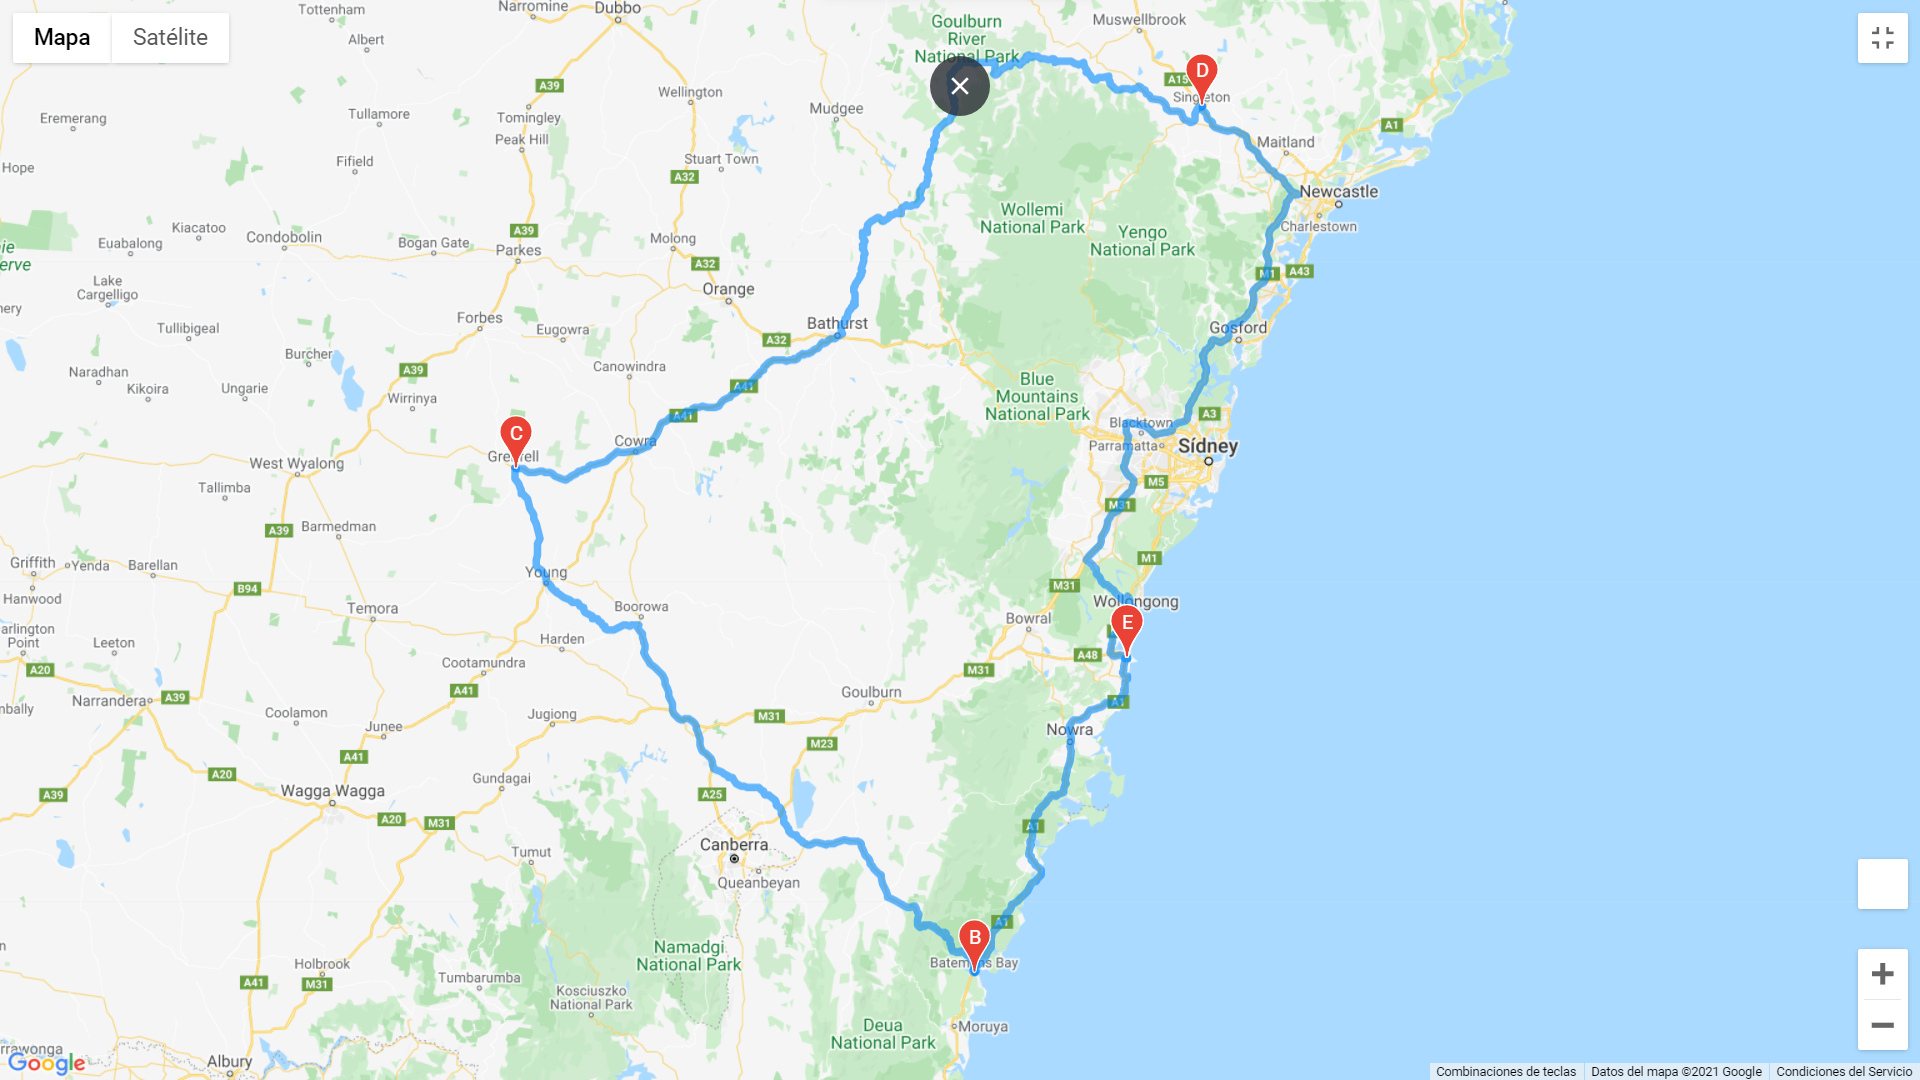 Mapa
Satélite
Tottenham
Narromine
Dubbo
Albert
A39
Goulburn
River
National Park
Muswellbrook
Wellington
Tullamore
Tomingley
Mudgee
A15
D
Singleton
Eremerang
Peak Hill
A1
Fifield
Stuart Town
Maitland
Hope
A32
Newcastle
Wollemi
National Park
Charlestown
Kiacatoo
A39
Yengo
National Park
Euabalong
Condobolin
Bogan Gate
Parkes
Molong
erve
Lake
Cargelligo
A32
M1
A43
Orange
Forbes
Eugowra
Bathurst
Gosford
Tullibigeal
A32
Burcher
Canowindra
A39
Naradhan
Kikoira
Ungarie
Wirrinya
A41
Blue
Mountains
National Park
A41
A3
Blacktown
C
Cowra
Parramatta
Sídney
Grenfell
West Wyalong
M5
Tallimba
M31
A39
Barmedman
M1
Griffith
Yenda
Barellan
Young
B94
M31
Hanwood
Temora
Boorowa
Wollongong
Bowral
E
arlington
Point
Leeton
Harden
A48
Cootamundra
A20
M31
A41
Narrandera
A39
Goulburn
A1
Coolamon
Jugiong
M31
Junee
Nowra
M23
A41
A20
Gundagai
Wagga Wagga
A39
A25
A20
M31
A1
Canberra
Tumut
Queanbeyan
A1
B
Namadgi
National Park
Batemans Bay
Holbrook
Tumbarumba
A41
M31
Kosciuszko
National Park
Deua
National Park
Moruya
Albury
Google
Combinaciones de teclas
Datos del mapa ©2021 Google
Condiciones del Servicio